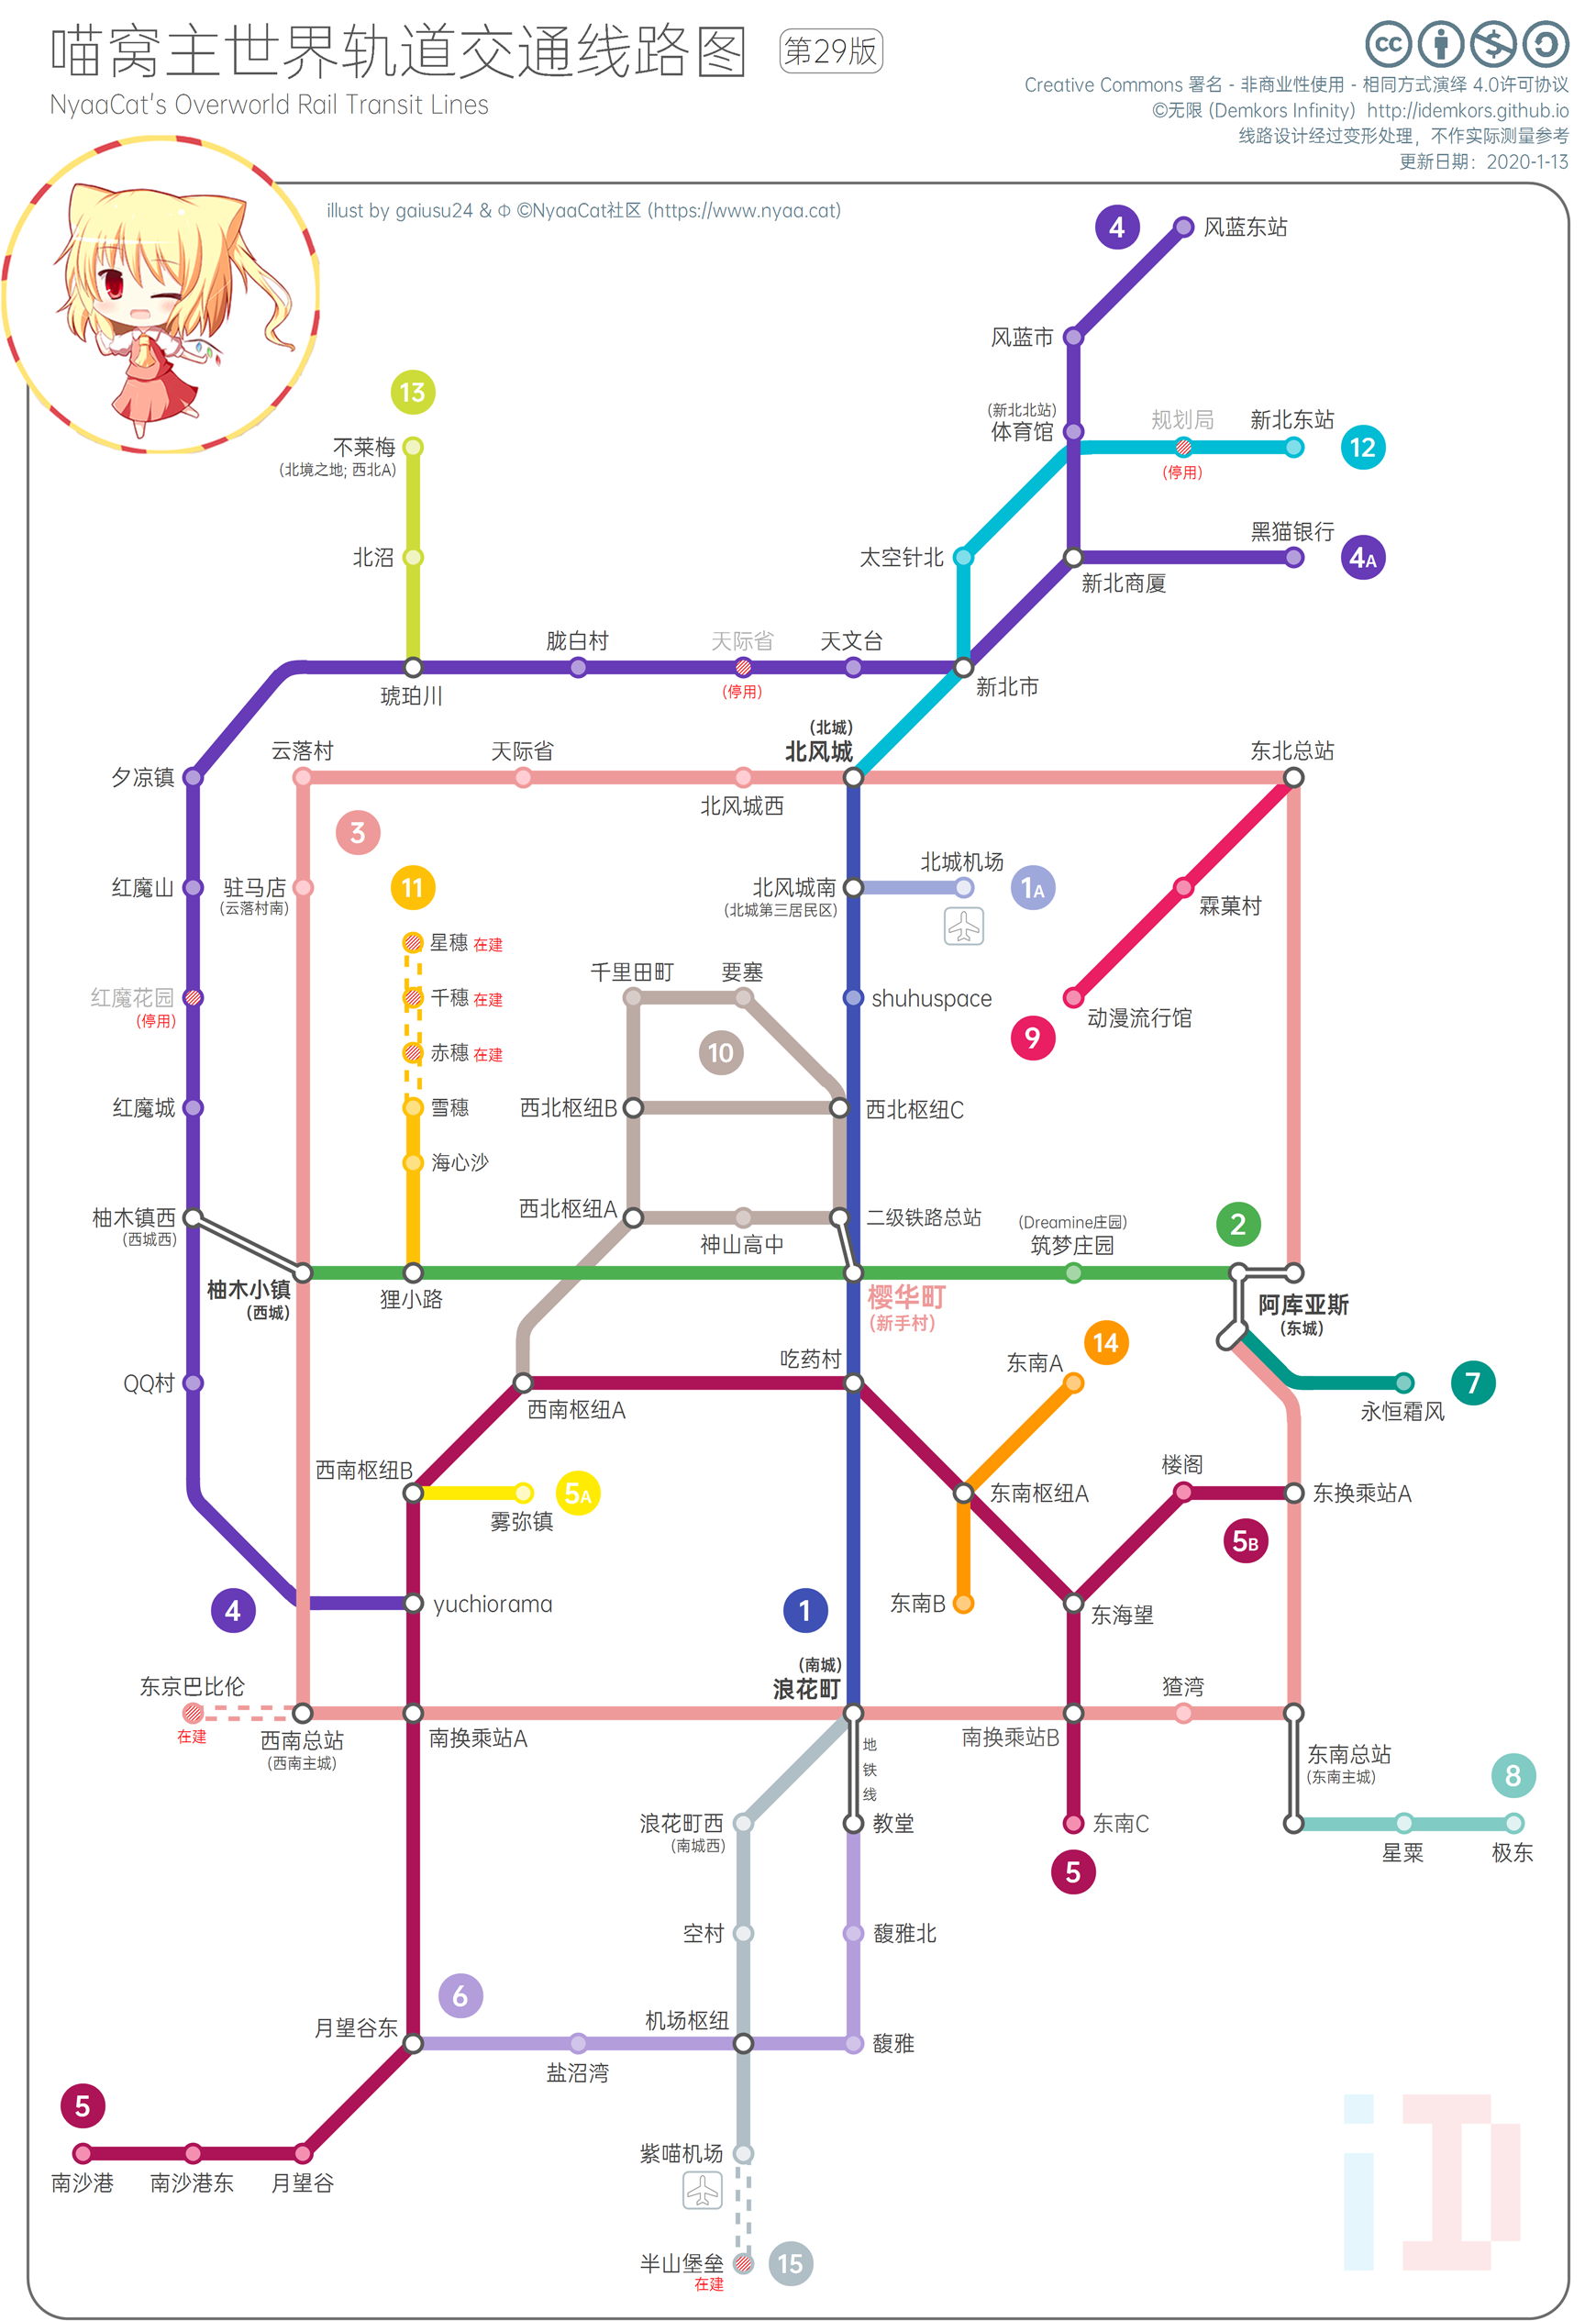 喵窝主世界轨道交通线路图
第29版
NyaaCat's Overworld Rail Transit Lines
cc
Creative Commons 署名 - 非商业性使用 - 相同方式演绎 4.0许可协议
©无限 (Demkors Infinity) http://idemkors.github.io
线路设计经过变形处理，不作实际测量参考
更新日期：2020-1-13
illust by gaiusu24 & Φ ©NyaaCat社区 (https://www.nyaa.cat)
4
风蓝东站
风蓝市
13
(新北北站)
体育馆
规划局
(停用)
新北东站
12
不莱梅
(北境之地; 西北A)
北沼
太空针北
黑猫银行
4A
新北商厦
胧白村
天际省
(停用)
天文台
琥珀川
新北市
(北城)
北风城
云落村
天际省
东北总站
夕凉镇
北风城西
3
11
红魔山
驻马店
(云落村南)
北风城南
(北城第三居民区)
北城机场
1A
霖菓村
星穗 在建
千里田町
要塞
红魔花园
(停用)
千穗 在建
shuhuspace
动漫流行馆
9
赤穗 在建
10
红魔城
雪穗
西北枢纽B
西北枢纽C
海心沙
柚木镇西
(西城西)
西北枢纽A
神山高中
二级铁路总站
(Dreamine庄园)
筑梦庄园
2
柚木小镇
(西城)
狸小路
樱华町
(新手村)
阿库亚斯
(东城)
QQ村
吃药村
东南A
14
7
永恒霜风
西南枢纽A
西南枢纽B
5A
雾弥镇
东南枢纽A
楼阁
东换乘站A
5B
4
yuchiorama
1
东南B
东海望
东京巴比伦
在建
(南城)
浪花町
猹湾
西南总站
(西南主城)
南换乘站A
地
铁
线
南换乘站B
东南总站
(东南主城)
8
浪花町西
(南城西)
教堂
东南C
星粟
极东
5
空村
馥雅北
6
月望谷东
机场枢纽
馥雅
盐沼湾
5
南沙港
南沙港东
月望谷
紫喵机场
半山堡垒
在建
15
iD